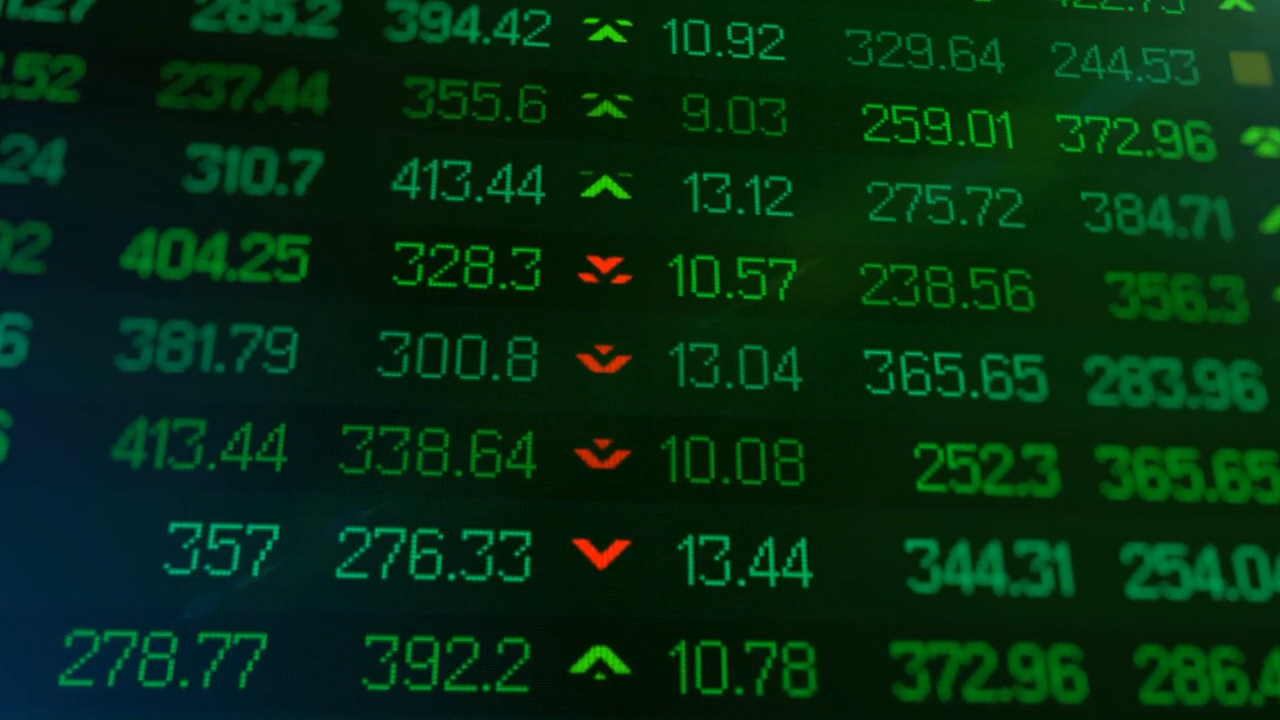 285.2 394.42 10.92 329.64 244.53
.52 237.44 355.6 9.03 259.01 372.96
24 310.7 413.44 13.12 275.72 384.71
92 404.25 328.3 10.57 238.56 356.3
6 381.79 300.8 13.04 365.65 283.96
413.44 338.64 10.08 252.3 365.65
357 276.33 13.44 344.31 254.04
278.77 392.2 10.78 372.96 286.4